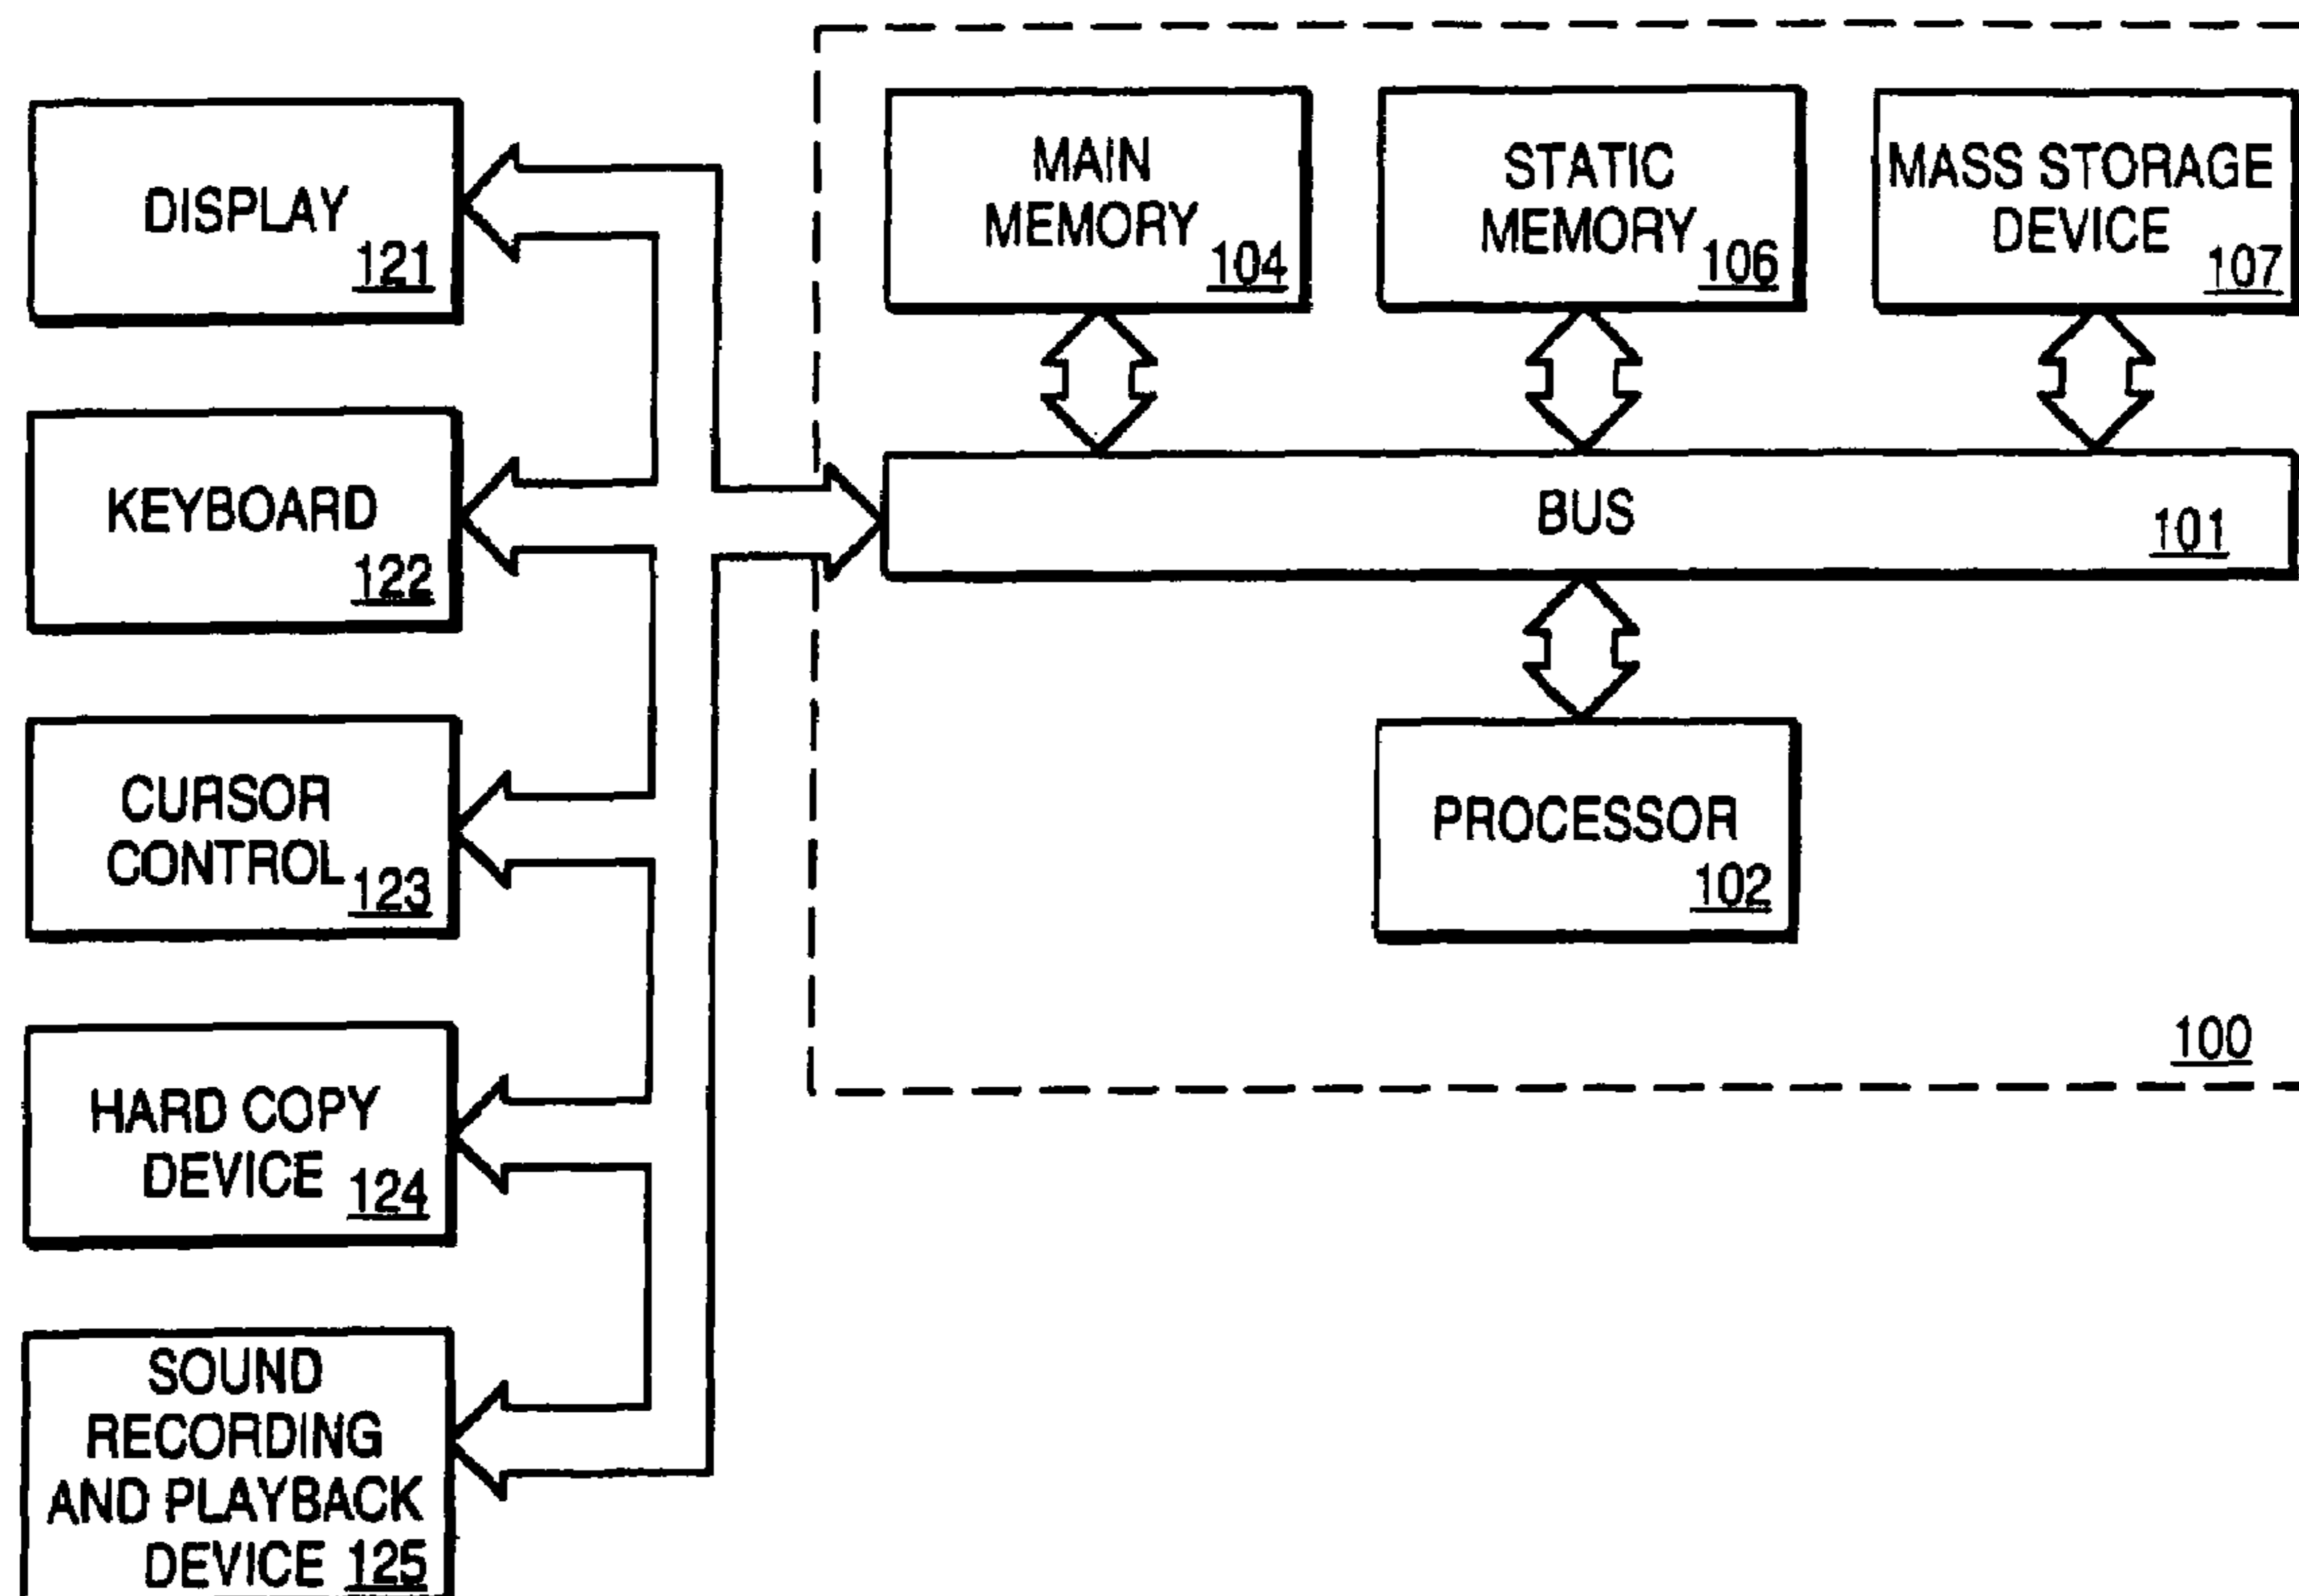 DISPLAY
121
KEYBOARD
122
CURSOR
CONTROL 123
HARD COPY
DEVICE 124
SOUND
RECORDING
AND PLAYBACK
DEVICE 125
MAIN
MEMORY 104
STATIC
MEMORY 106
MASS STORAGE
DEVICE
107
BUS
101
PROCESSOR
102
100